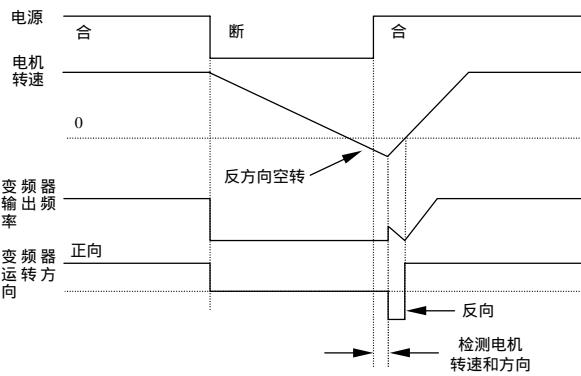 电源
合
断
合
电机
转速
0
反方向空转
变频器
输出频
率
变频器
运转方
向
正向
反向
检测电机
转速和方向